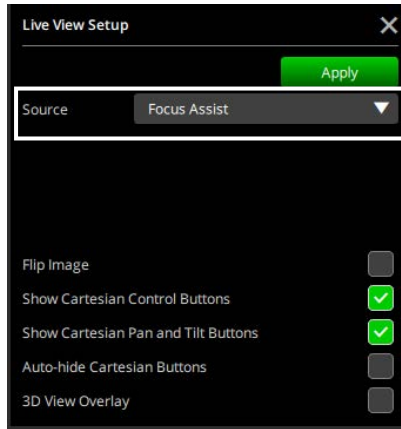 Live View Setup
Apply
Source Focus Assist
Flip Image
Show Cartesian Control Buttons
Show Cartesian Pan and Tilt Buttons
Auto-hide Cartesian Buttons
3D View Overlay